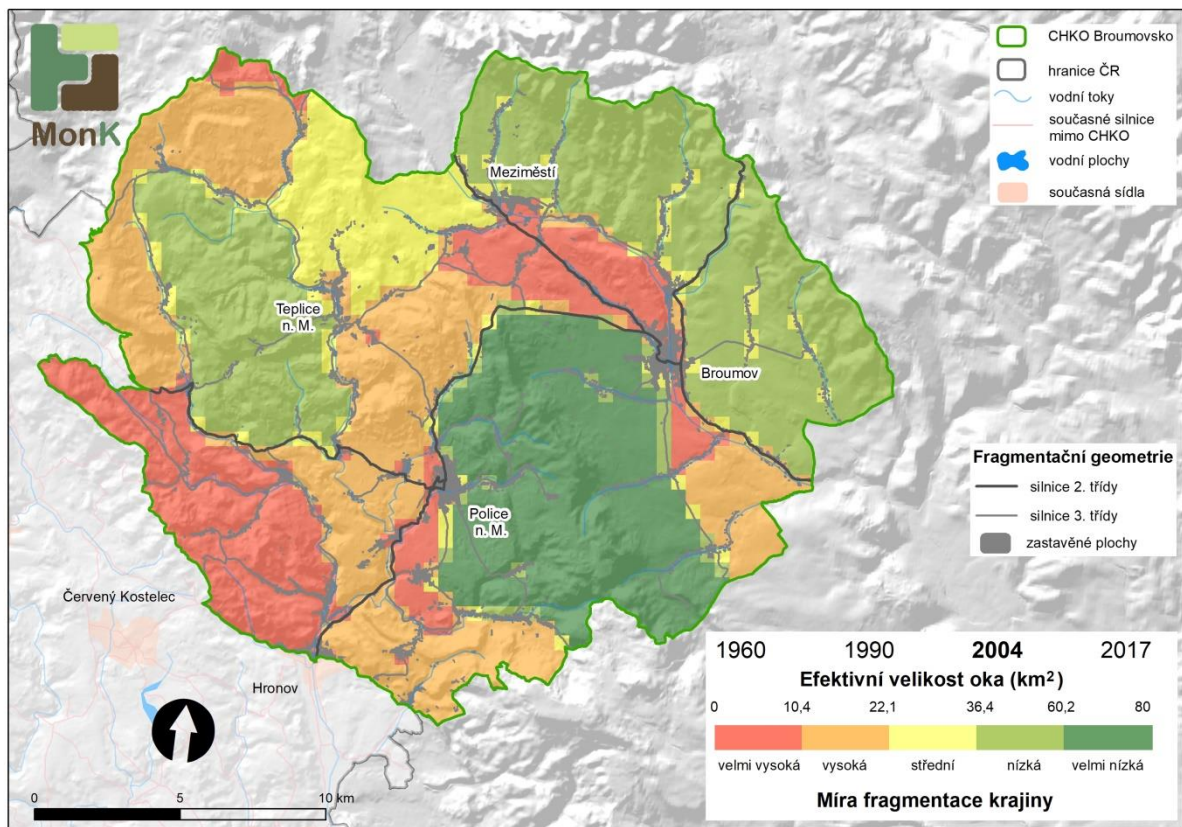 MonK
CHKO Broumovsko
hranice ČR
vodní toky
současné silnice
mimo CHKO
vodní plochy
současná sídla
Meziměstí
Teplice
n. M.
Broumov
Police
n. M.
Červený Kostelec
Hronov
Fragmentační geometrie
silnice 2. třídy
silnice 3. třídy
zastavěné plochy
1960 1990 2004 2017
Efektivní velikost oka (km²)
0 10,4 22,1 36,4 60,2 80
velmi vysoká vysoká střední nízká velmi nízká
Míra fragmentace krajiny
0 5 10 km